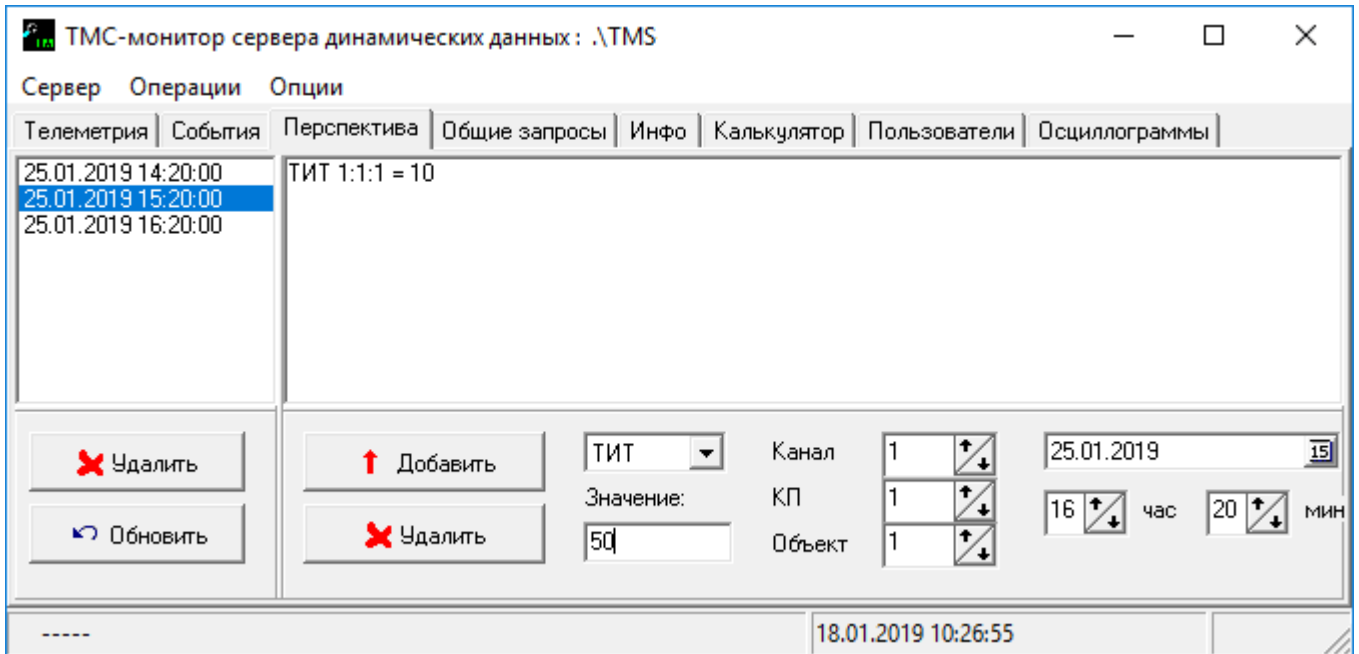 ТМС-монитор сервера динамических данных : .\TMS
Сервер Операции Опции
Телеметрия События Перспектива Общие запросы Инфо Калькулятор Пользователи Осциллограммы
25.01.2019 14:20:00
25.01.2019 15:20:00
25.01.2019 16:20:00
ТИТ 1:1:1 = 10
Удалить
Обновить
Добавить
Удалить
ТИТ
Значение:
50
Канал 1
КП 1
Объект 1
25.01.2019 15
16 час 20 мин
----- 18.01.2019 10:26:55